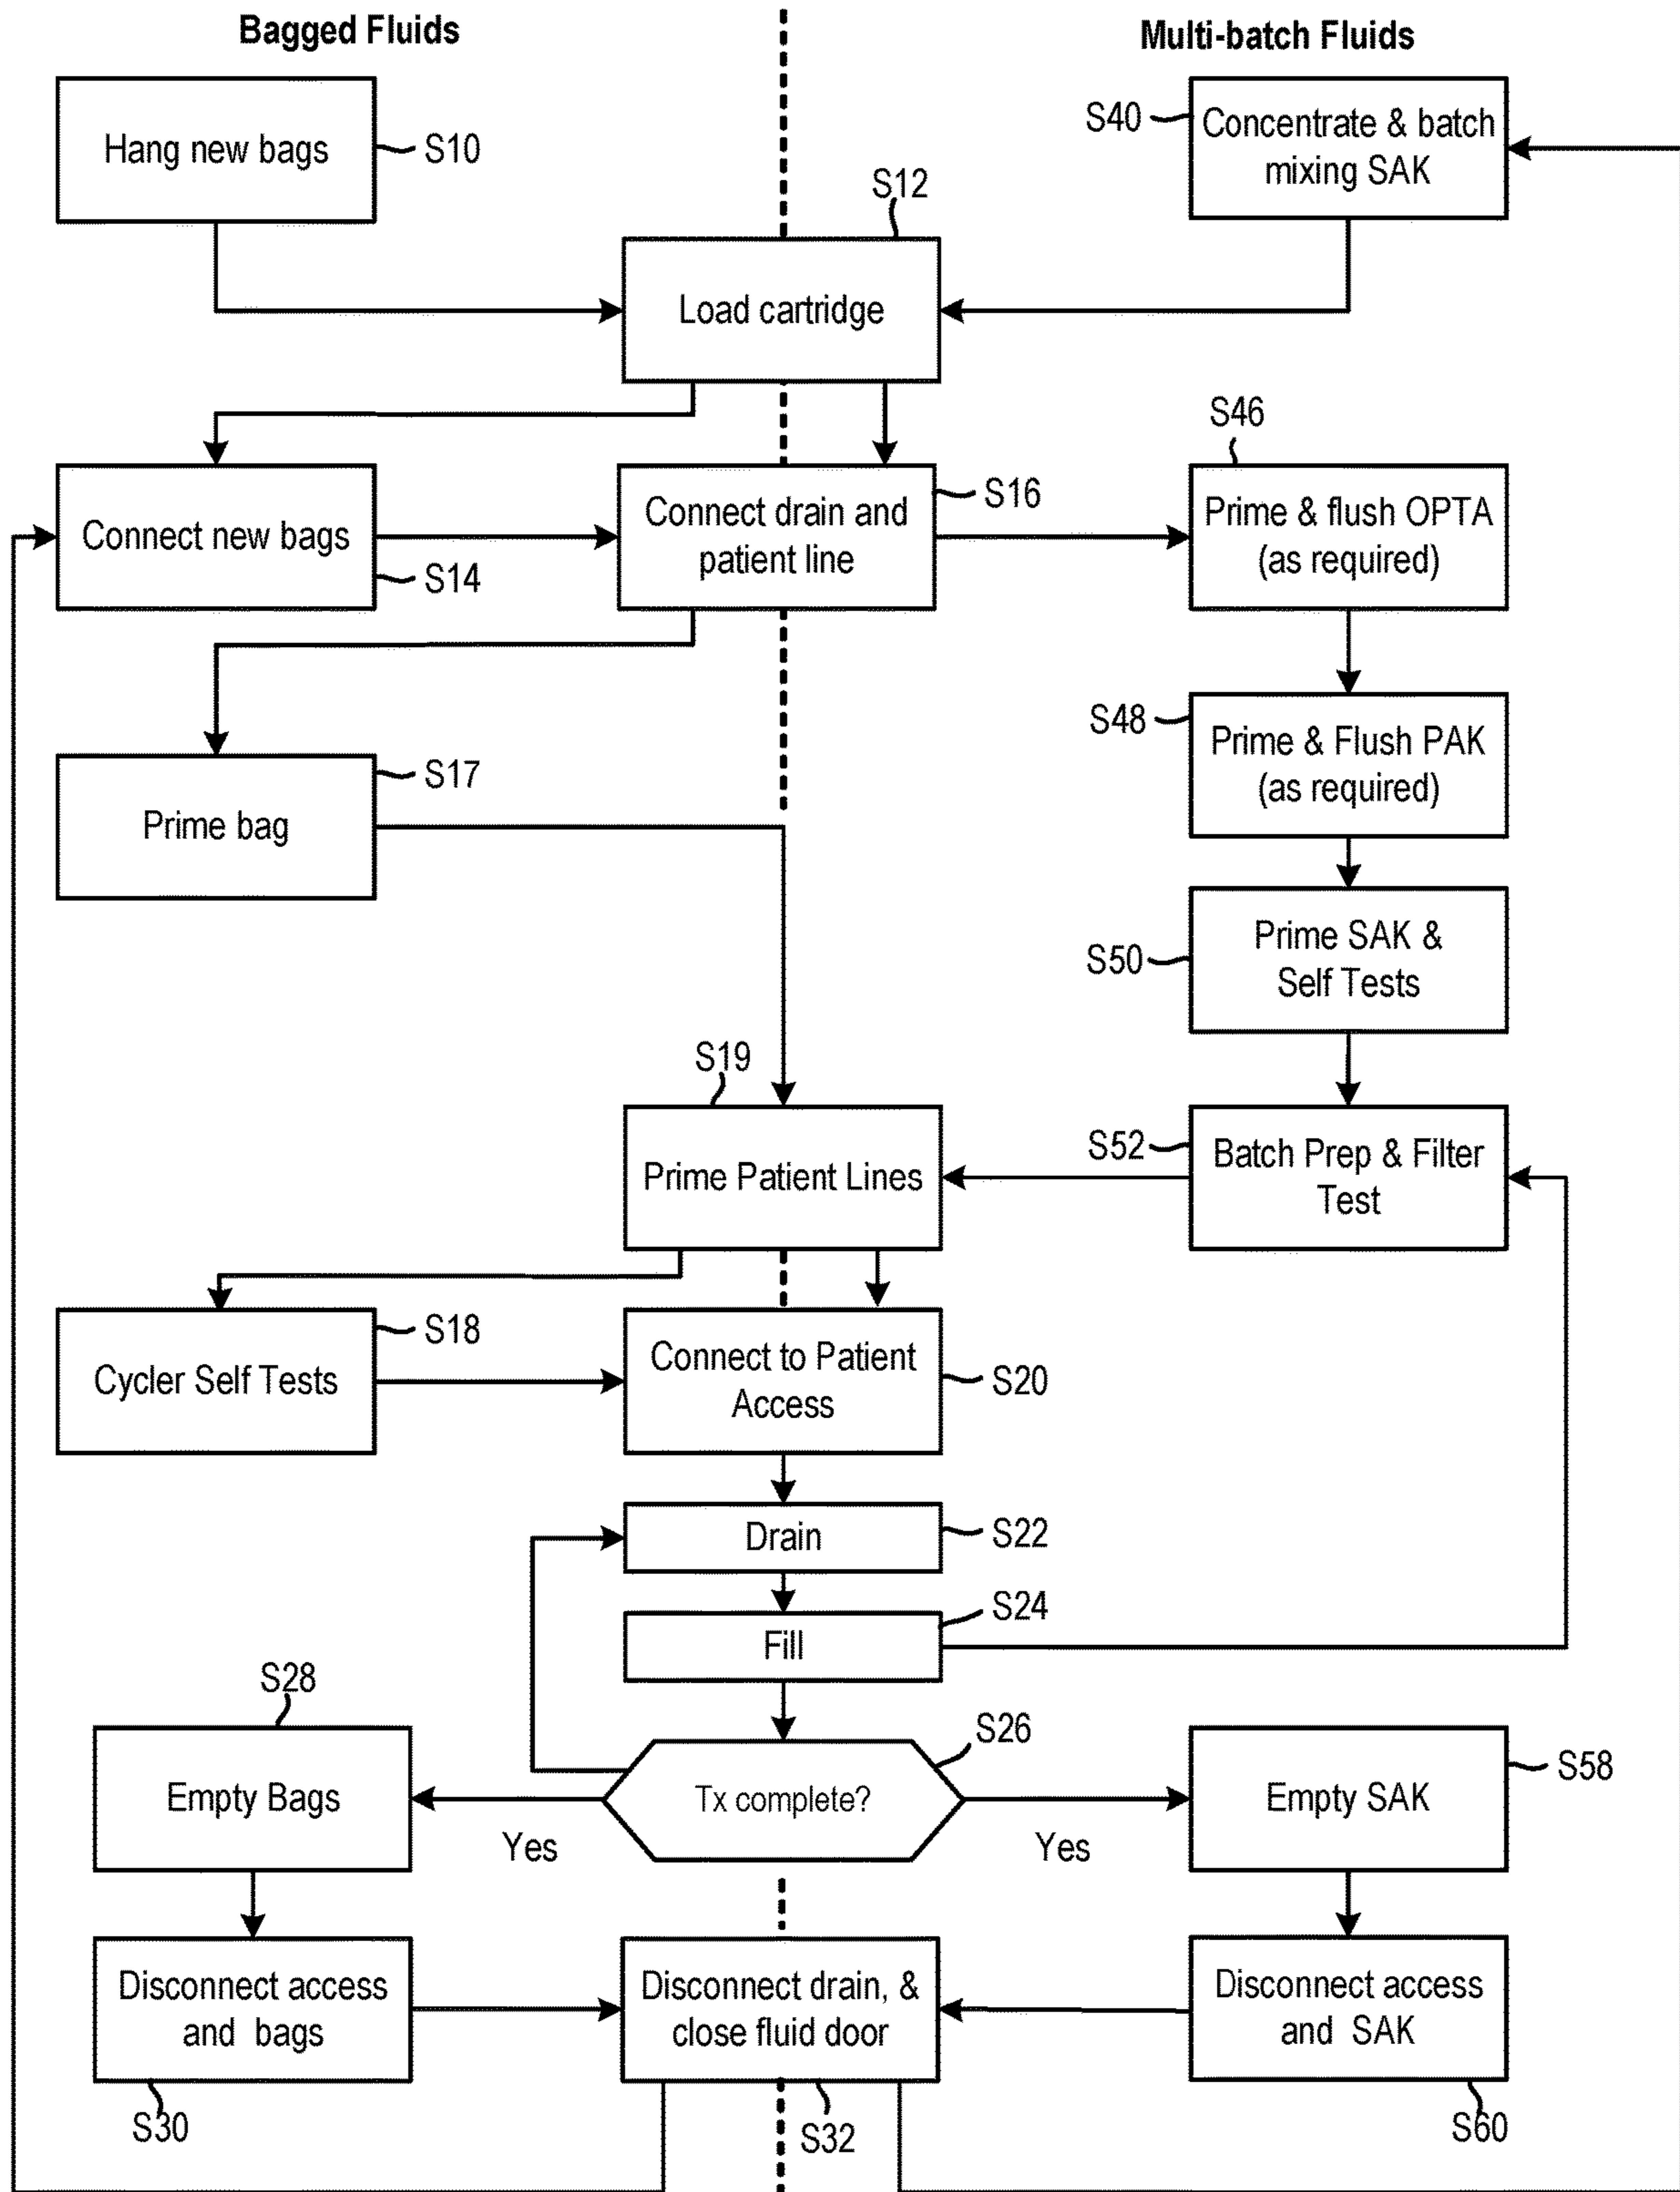 Bagged Fluids
Multi-batch Fluids
Hang new bags
S10
S40
Concentrate & batch
mixing SAK
S12
Load cartridge
S46
Connect new bags
S14
Connect drain and
patient line
S16
Prime & flush OPTA
(as required)
S48
Prime & Flush PAK
(as required)
S17
Prime bag
S50
Prime SAK &
Self Tests
S19
Prime Patient Lines
S52
Batch Prep & Filter
Test
S18
Cycler Self Tests
Connect to Patient
Access
S20
Drain
S22
S24
Fill
S28
Empty Bags
S26
Tx complete?
Yes
Yes
S58
Empty SAK
Disconnect access
and bags
S30
Disconnect drain, &
close fluid door
S32
Disconnect access
and SAK
S60